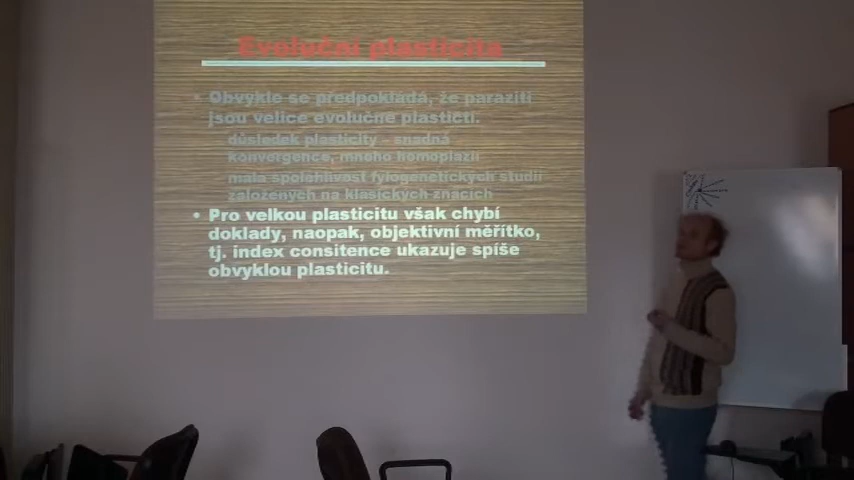 Evoluční plasticita
• Obvykle se předpokládá, že paraziti
jsou velice evolučně plastičtí.
důsledek plasticity - snadná
konvergence, mnoho homoplazií
malá spolehlivost fylogenetických studií
založených na klasických znacích
• Pro velkou plasticitu však chybí
doklady, naopak, objektivní měřítko,
tj. index consitence ukazuje spíše
obvyklou plasticitu.